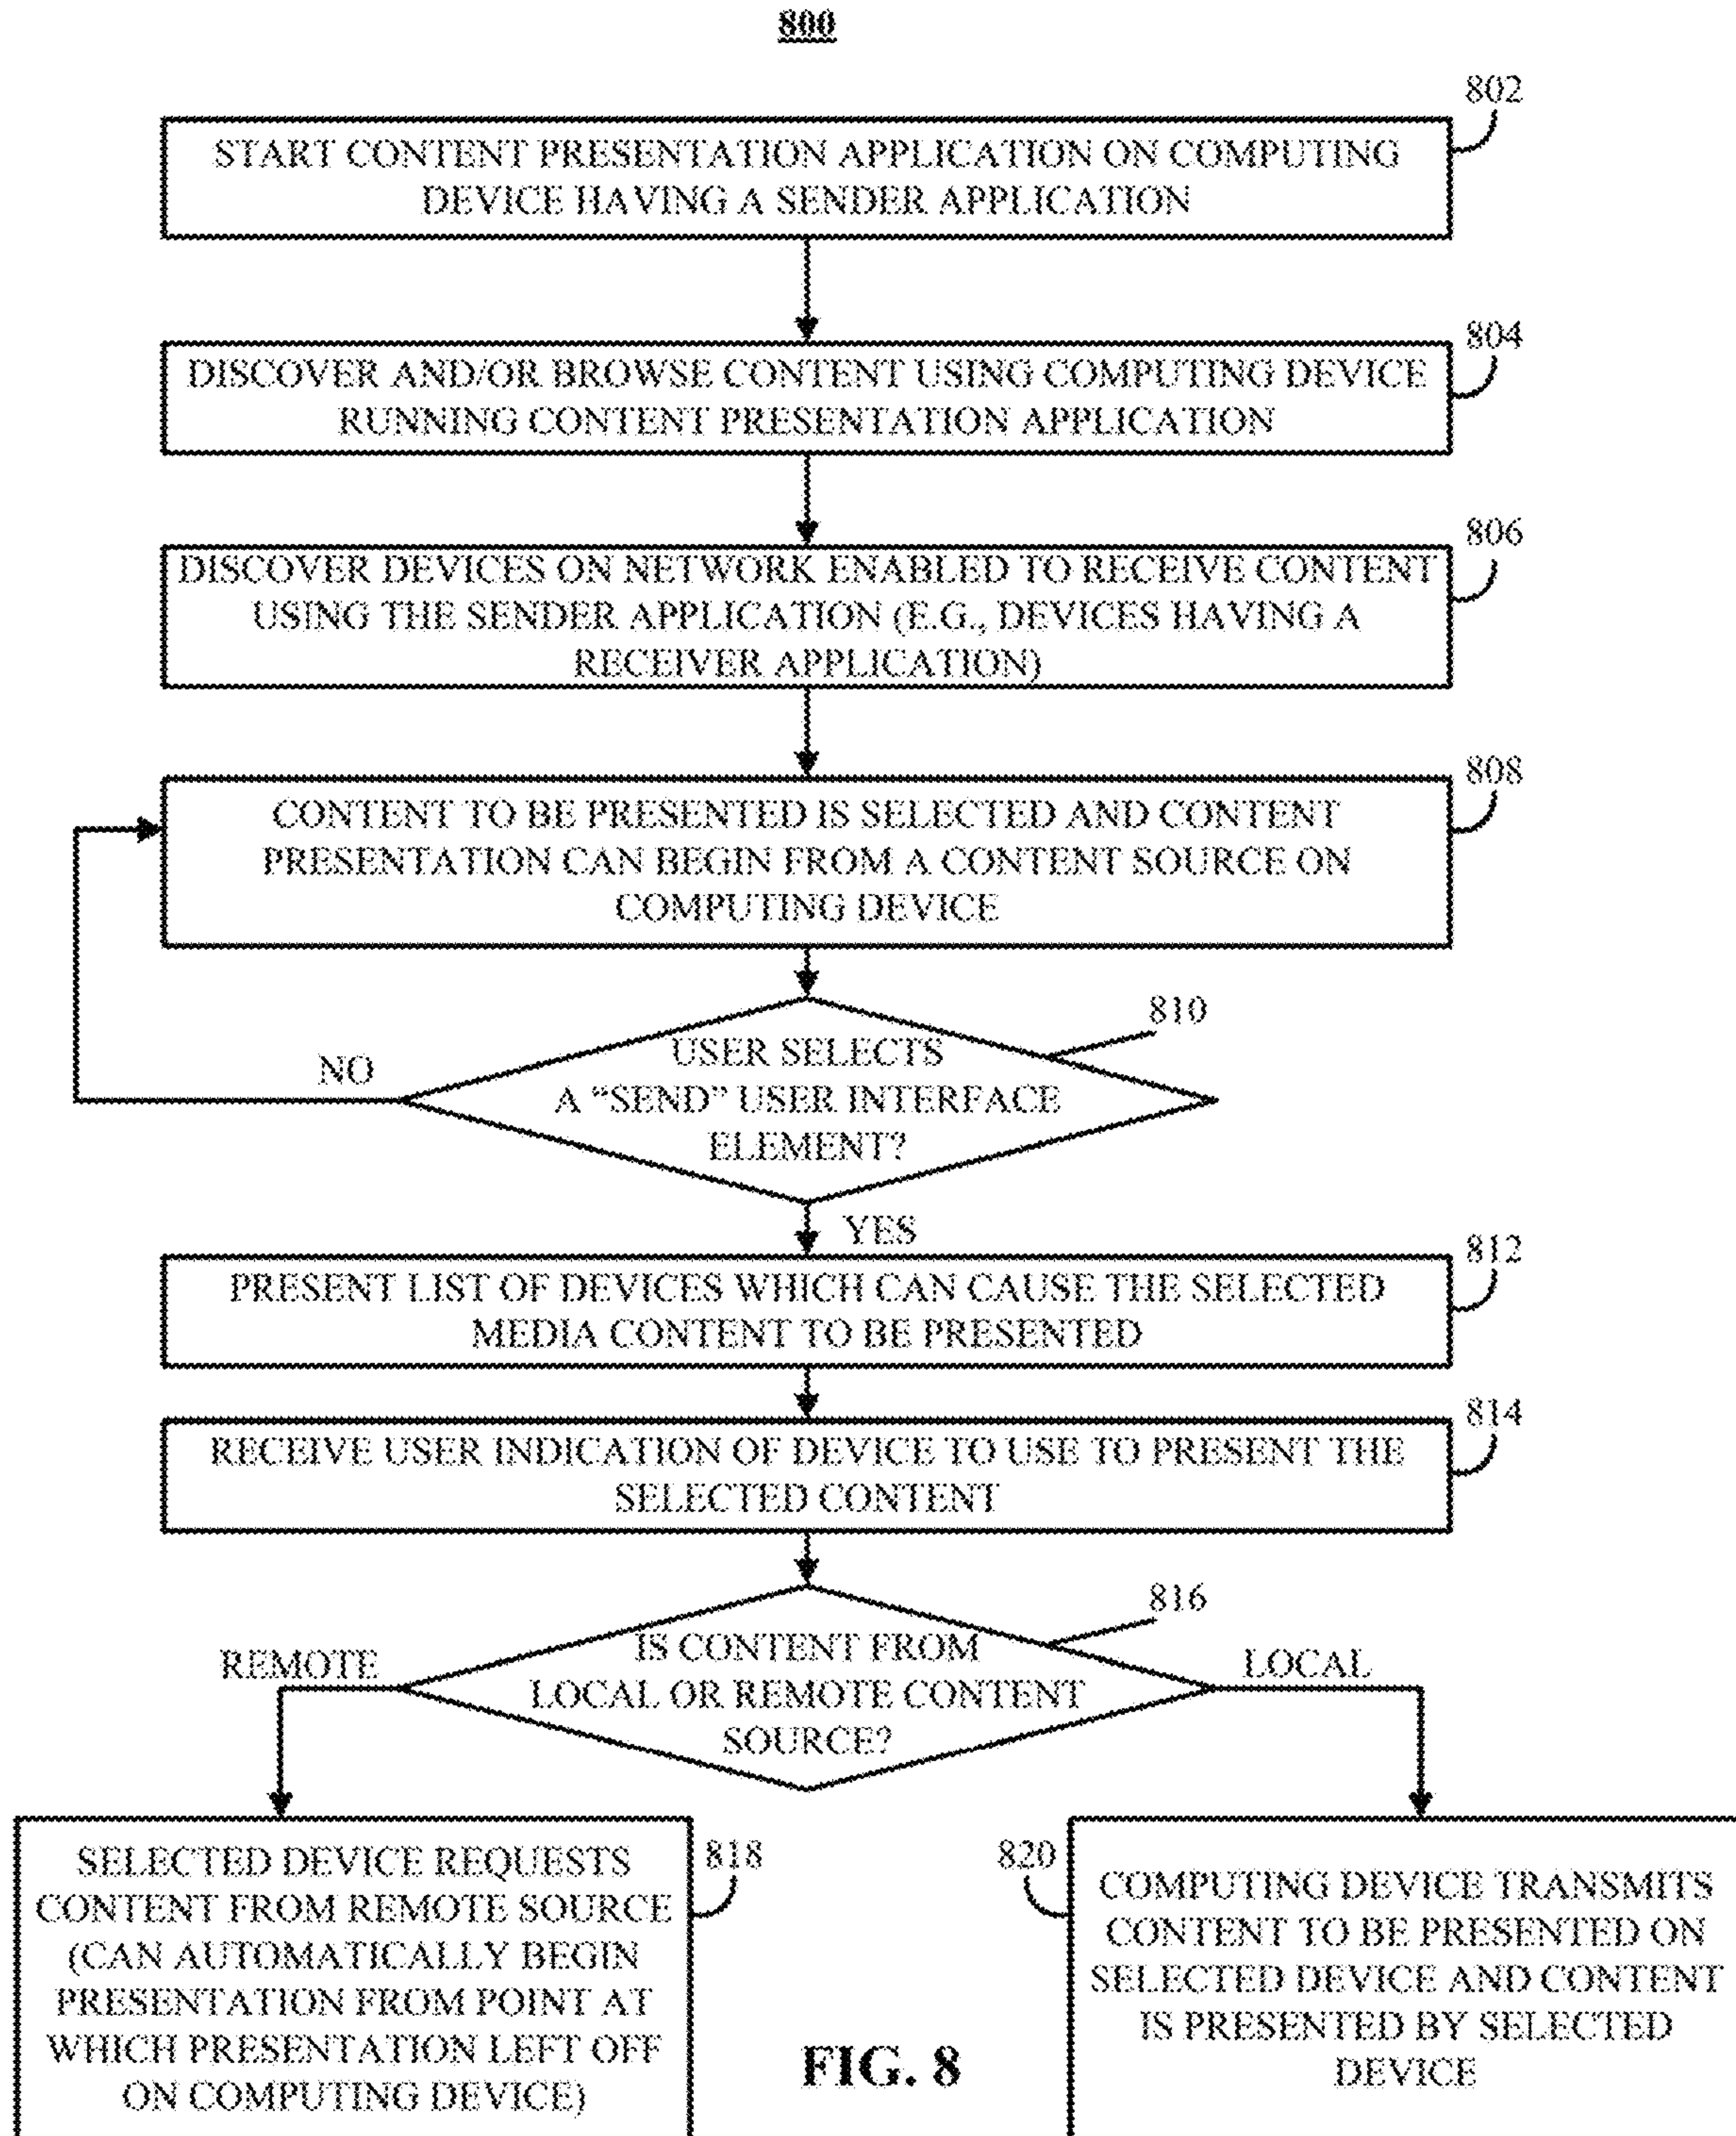 800
802
START CONTENT PRESENTATION APPLICATION ON COMPUTING
DEVICE HAVING A SENDER APPLICATION
804
DISCOVER AND/OR BROWSE CONTENT USING COMPUTING DEVICE
RUNNING CONTENT PRESENTATION APPLICATION
806
DISCOVER DEVICES ON NETWORK ENABLED TO RECEIVE CONTENT
USING THE SENDER APPLICATION (E.G., DEVICES HAVING A
RECEIVER APPLICATION)
808
CONTENT TO BE PRESENTED IS SELECTED AND CONTENT
PRESENTATION CAN BEGIN FROM A CONTENT SOURCE ON
COMPUTING DEVICE
810
USER SELECTS
A “SEND” USER INTERFACE
ELEMENT?
NO
YES
812
PRESENT LIST OF DEVICES WHICH CAN CAUSE THE SELECTED
MEDIA CONTENT TO BE PRESENTED
814
RECEIVE USER INDICATION OF DEVICE TO USE TO PRESENT THE
SELECTED CONTENT
816
IS CONTENT FROM
LOCAL OR REMOTE CONTENT
SOURCE?
REMOTE
LOCAL
818
SELECTED DEVICE REQUESTS
CONTENT FROM REMOTE SOURCE
(CAN AUTOMATICALLY BEGIN
PRESENTATION FROM POINT AT
WHICH PRESENTATION LEFT OFF
ON COMPUTING DEVICE)
820
COMPUTING DEVICE TRANSMITS
CONTENT TO BE PRESENTED ON
SELECTED DEVICE AND CONTENT
IS PRESENTED BY SELECTED
DEVICE
FIG. 8